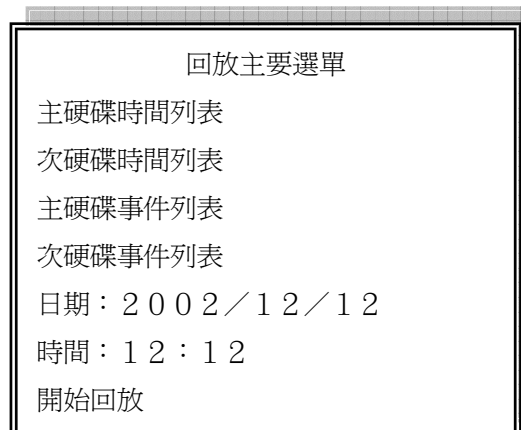 回放主要選單
主硬碟時間列表
次硬碟時間列表
主硬碟事件列表
次硬碟事件列表
日期：２００２／１２／１２
時間：１２：１２
開始回放